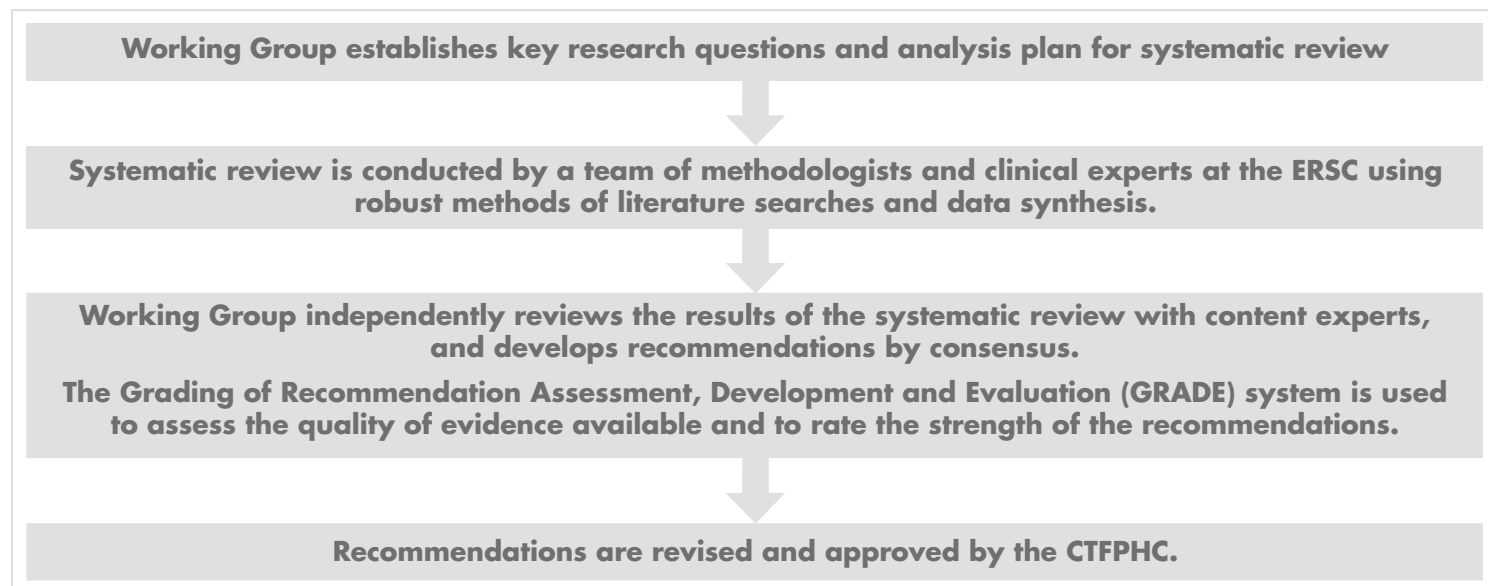 Working Group establishes key research questions and analysis plan for systematic review
Systematic review is conducted by a team of methodologists and clinical experts at the ERSC using
robust methods of literature searches and data synthesis.
Working Group independently reviews the results of the systematic review with content experts,
and develops recommendations by consensus.
The Grading of Recommendation Assessment, Development and Evaluation (GRADE) system is used
to assess the quality of evidence available and to rate the strength of the recommendations.
Recommendations are revised and approved by the CTFPHC.